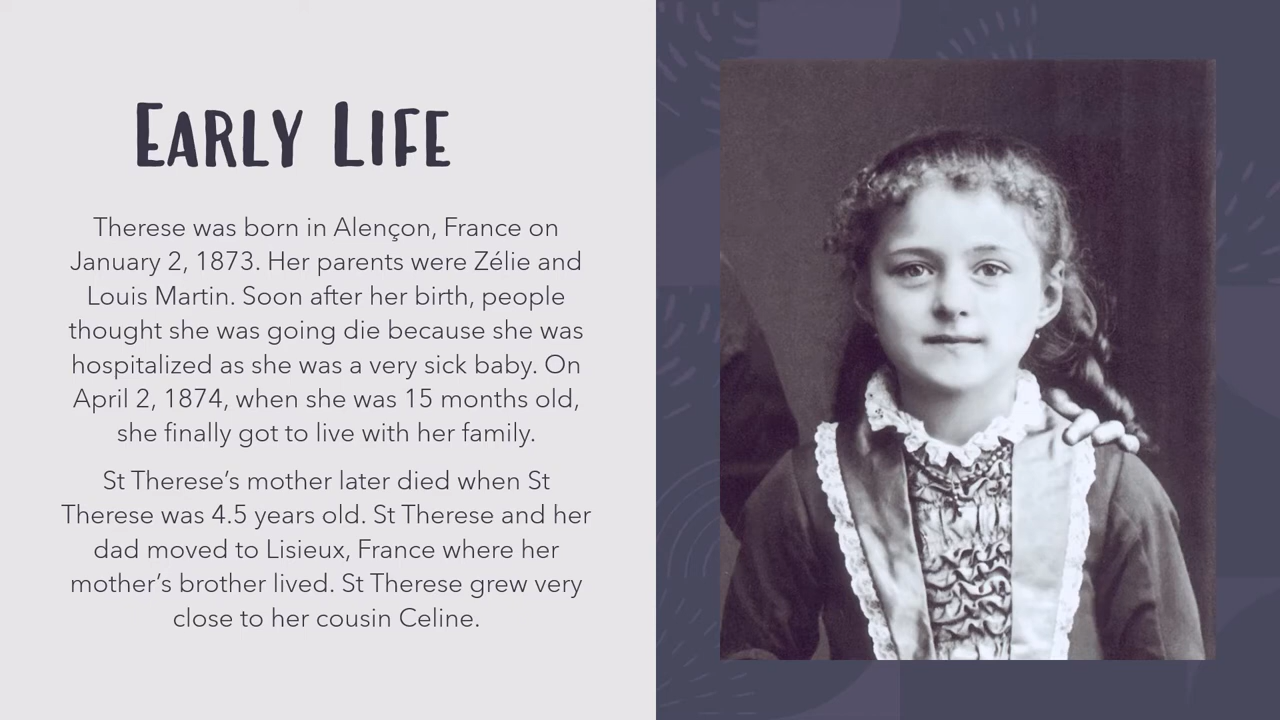 EARLY LIFE
Therese was born in Alençon, France on
January 2, 1873. Her parents were Zélie and
Louis Martin. Soon after her birth, people
thought she was going die because she was
hospitalized as she was a very sick baby. On
April 2, 1874, when she was 15 months old,
she finally got to live with her family.
St Therese’s mother later died when St
Therese was 4.5 years old. St Therese and her
dad moved to Lisieux, France where her
mother’s brother lived. St Therese grew very
close to her cousin Celine.